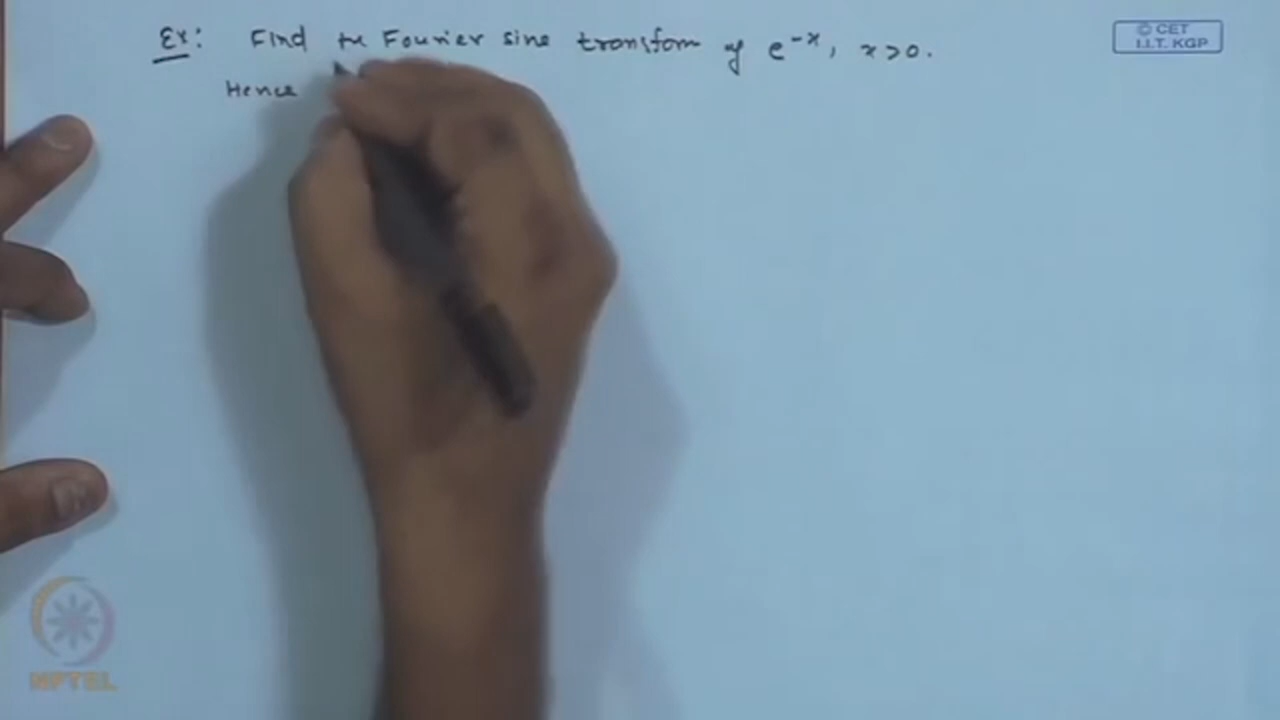 Ex: Find the Fourier sine transform of e^{-x}, x>0.
© CET
I.I.T. KGP
Hence
NPTEL